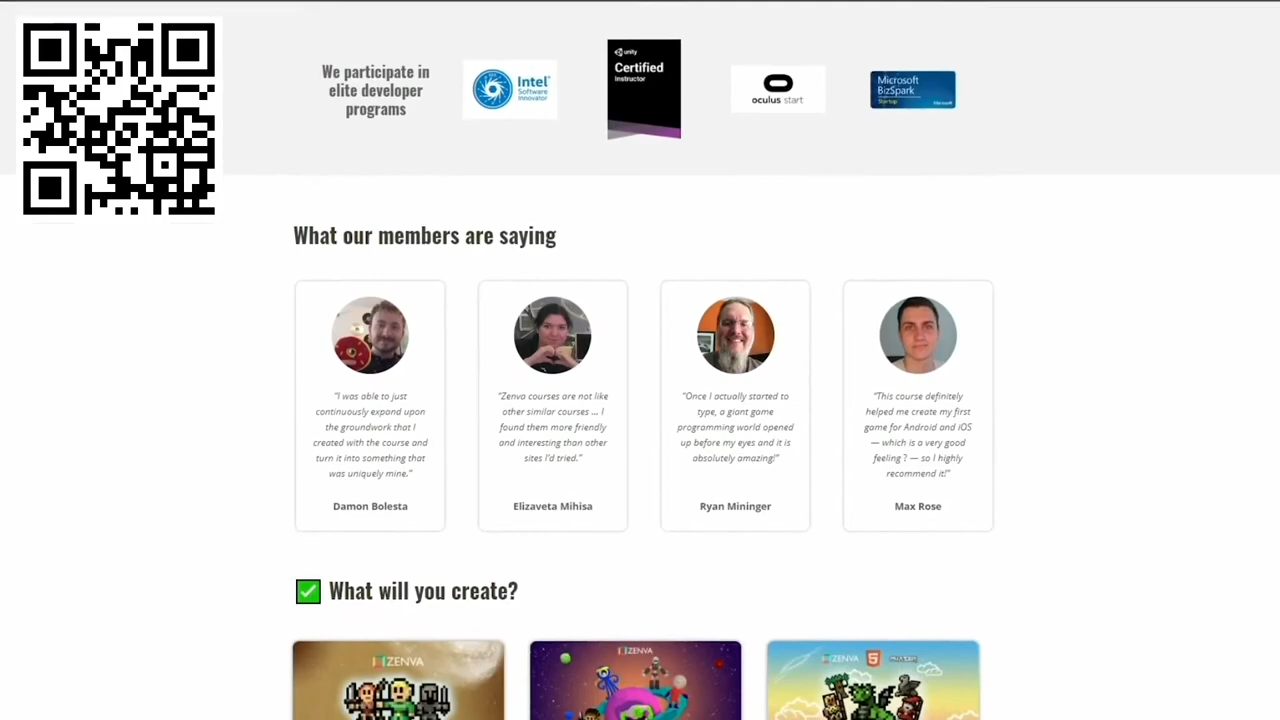 We participate in
elite developer
programs
Intel®
Software
Innovator
unity
Certified
Instructor
oculus start
Microsoft
BizSpark
Startup
Microsoft
What our members are saying
"I was able to just
continuously expand upon
the groundwork that I
created with the course and
turn it into something that
was uniquely mine."
Damon Bolesta
"Zenva courses are not like
other similar courses ... I
found them more friendly
and interesting than other
sites I'd tried."
Elizaveta Mihisa
"Once I actually started to
type, a giant game
programming world opened
up before my eyes and it is
absolutely amazing!"
Ryan Mininger
"This course definitely
helped me create my first
game for Android and iOS
— which is a very good
feeling ? — so I highly
recommend it!"
Max Rose
What will you create?
ZENVA
ZENVA
ZENVA